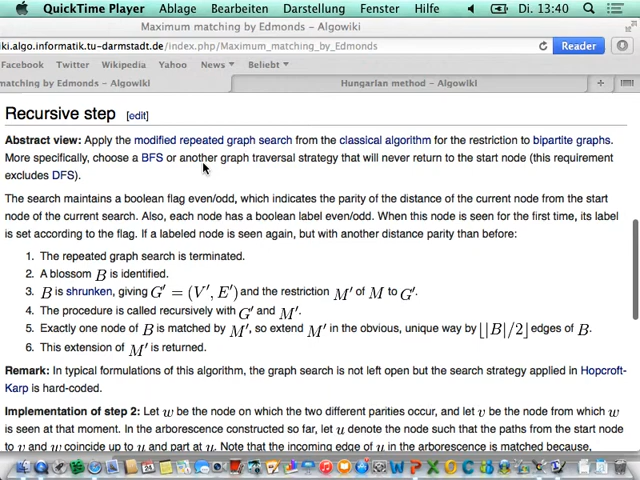 QuickTime Player Ablage Bearbeiten Darstellung Fenster Hilfe Di. 13:40
Maximum matching by Edmonds - Algowiki
iki.algo.informatik.tu-darmstadt.de/index.php/Maximum_matching_by_Edmonds Reader
Facebook Twitter Wikipedia Yahoo News Beliebt
matching by Edmonds - Algowiki Hungarian method - Algowiki
Recursive step [edit]
Abstract view: Apply the modified repeated graph search from the classical algorithm for the restriction to bipartite graphs.
More specifically, choose a BFS or another graph traversal strategy that will never return to the start node (this requirement
excludes DFS).
The search maintains a boolean flag even/odd, which indicates the parity of the distance of the current node from the start
node of the current search. Also, each node has a boolean label even/odd. When this node is seen for the first time, its label
is set according to the flag. If a labeled node is seen again, but with another distance parity than before:
1. The repeated graph search is terminated.
2. A blossom B is identified.
3. B is shrunken, giving G′ = (V′, E′) and the restriction M′ of M to G′.
4. The procedure is called recursively with G′ and M′.
5. Exactly one node of B is matched by M′, so extend M′ in the obvious, unique way by ⌊|B|/2⌋ edges of B.
6. This extension of M′ is returned.
Remark: In typical formulations of this algorithm, the graph search is not left open but the search strategy applied in Hopcroft-
Karp is hard-coded.
Implementation of step 2: Let w be the node on which the two different parities occur, and let v be the node from which w
is seen at that moment. In the arborescence constructed so far, let u denote the node such that the paths from the start node
to v and w coincide up to u and part at u. Note that the incoming edge of u in the arborescence is matched because,